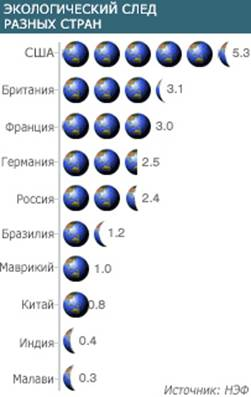 ЭКОЛОГИЧЕСКИЙ СЛЕД
РАЗНЫХ СТРАН
США 5.3
Британия 3.1
Франция 3.0
Германия 2.5
Россия 2.4
Бразилия 1.2
Маврикий 1.0
Китай 0.8
Индия 0.4
Малави 0.3
Источник: НЭФ